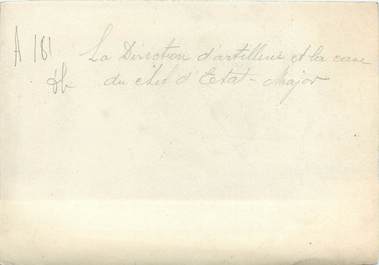 A 161 La Direction d'artillerie et la case
du chef d'Etat-Major